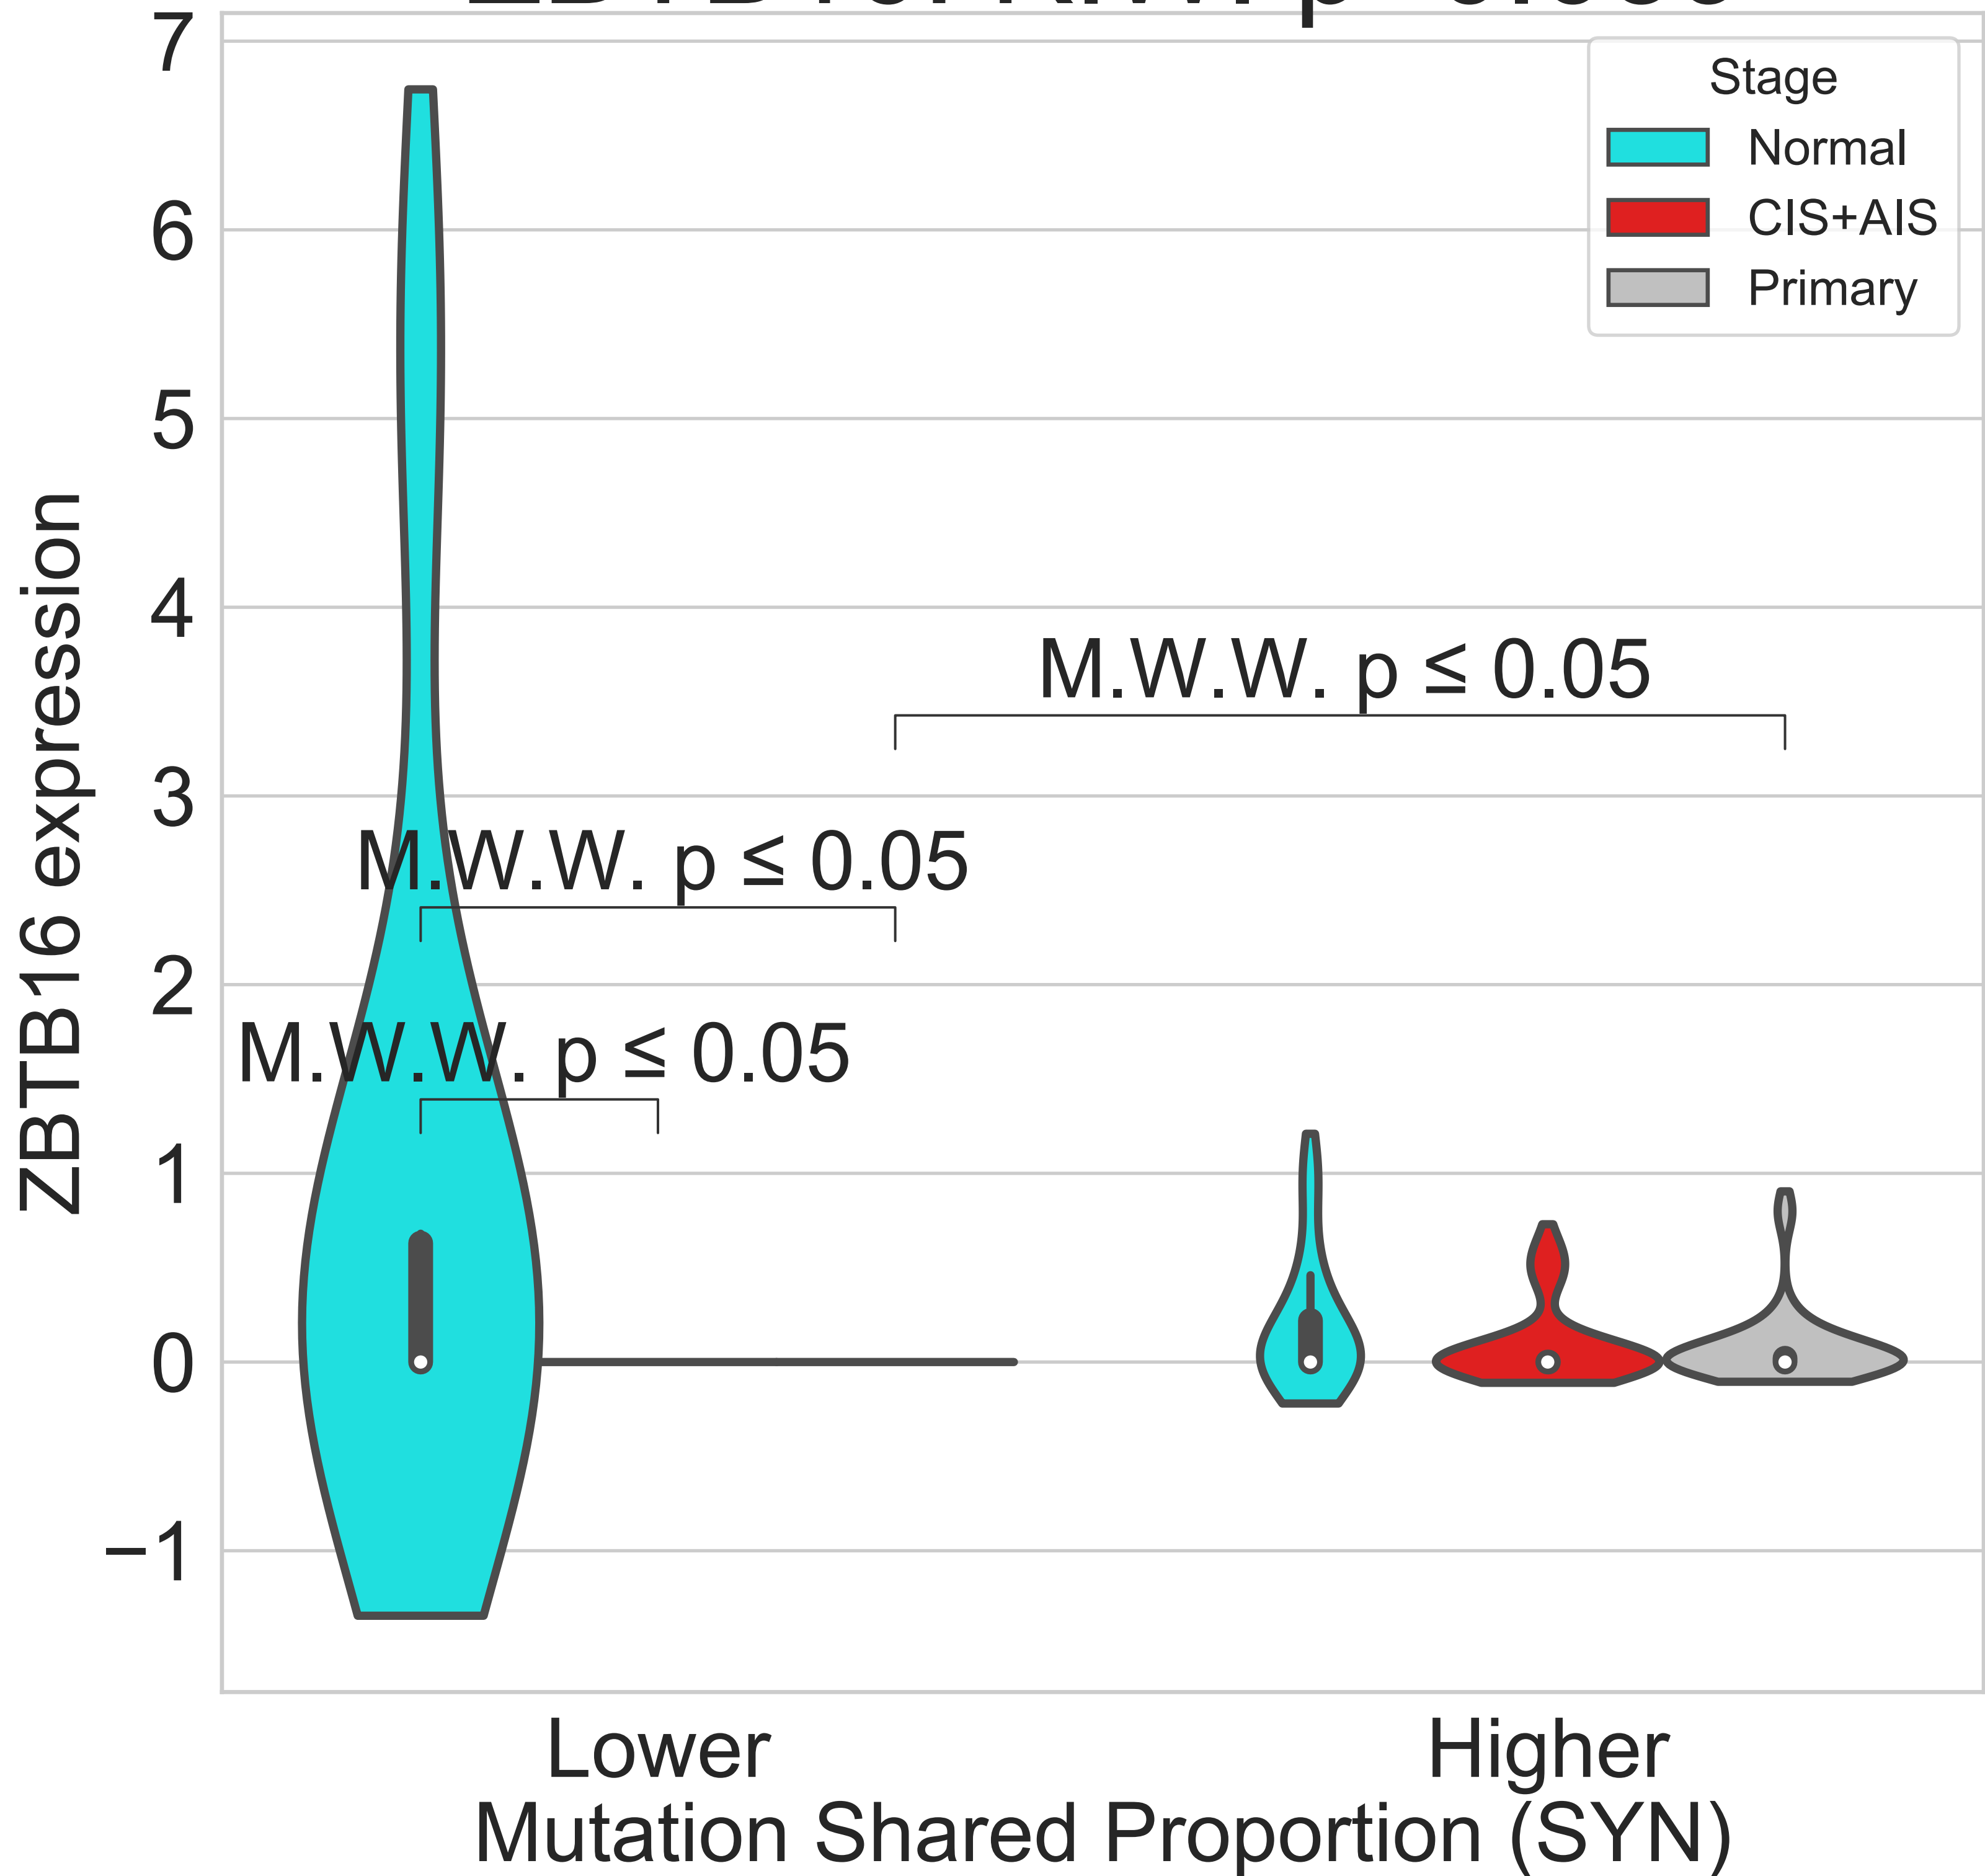 7
6
5
4
3
2
1
0
−1
ZBTB16 expression
Stage
Normal
CIS+AIS
Primary
M.W.W. p ≤ 0.05
M.W.W. p ≤ 0.05
M.W.W. p ≤ 0.05
Lower
Higher
Mutation Shared Proportion (SYN)